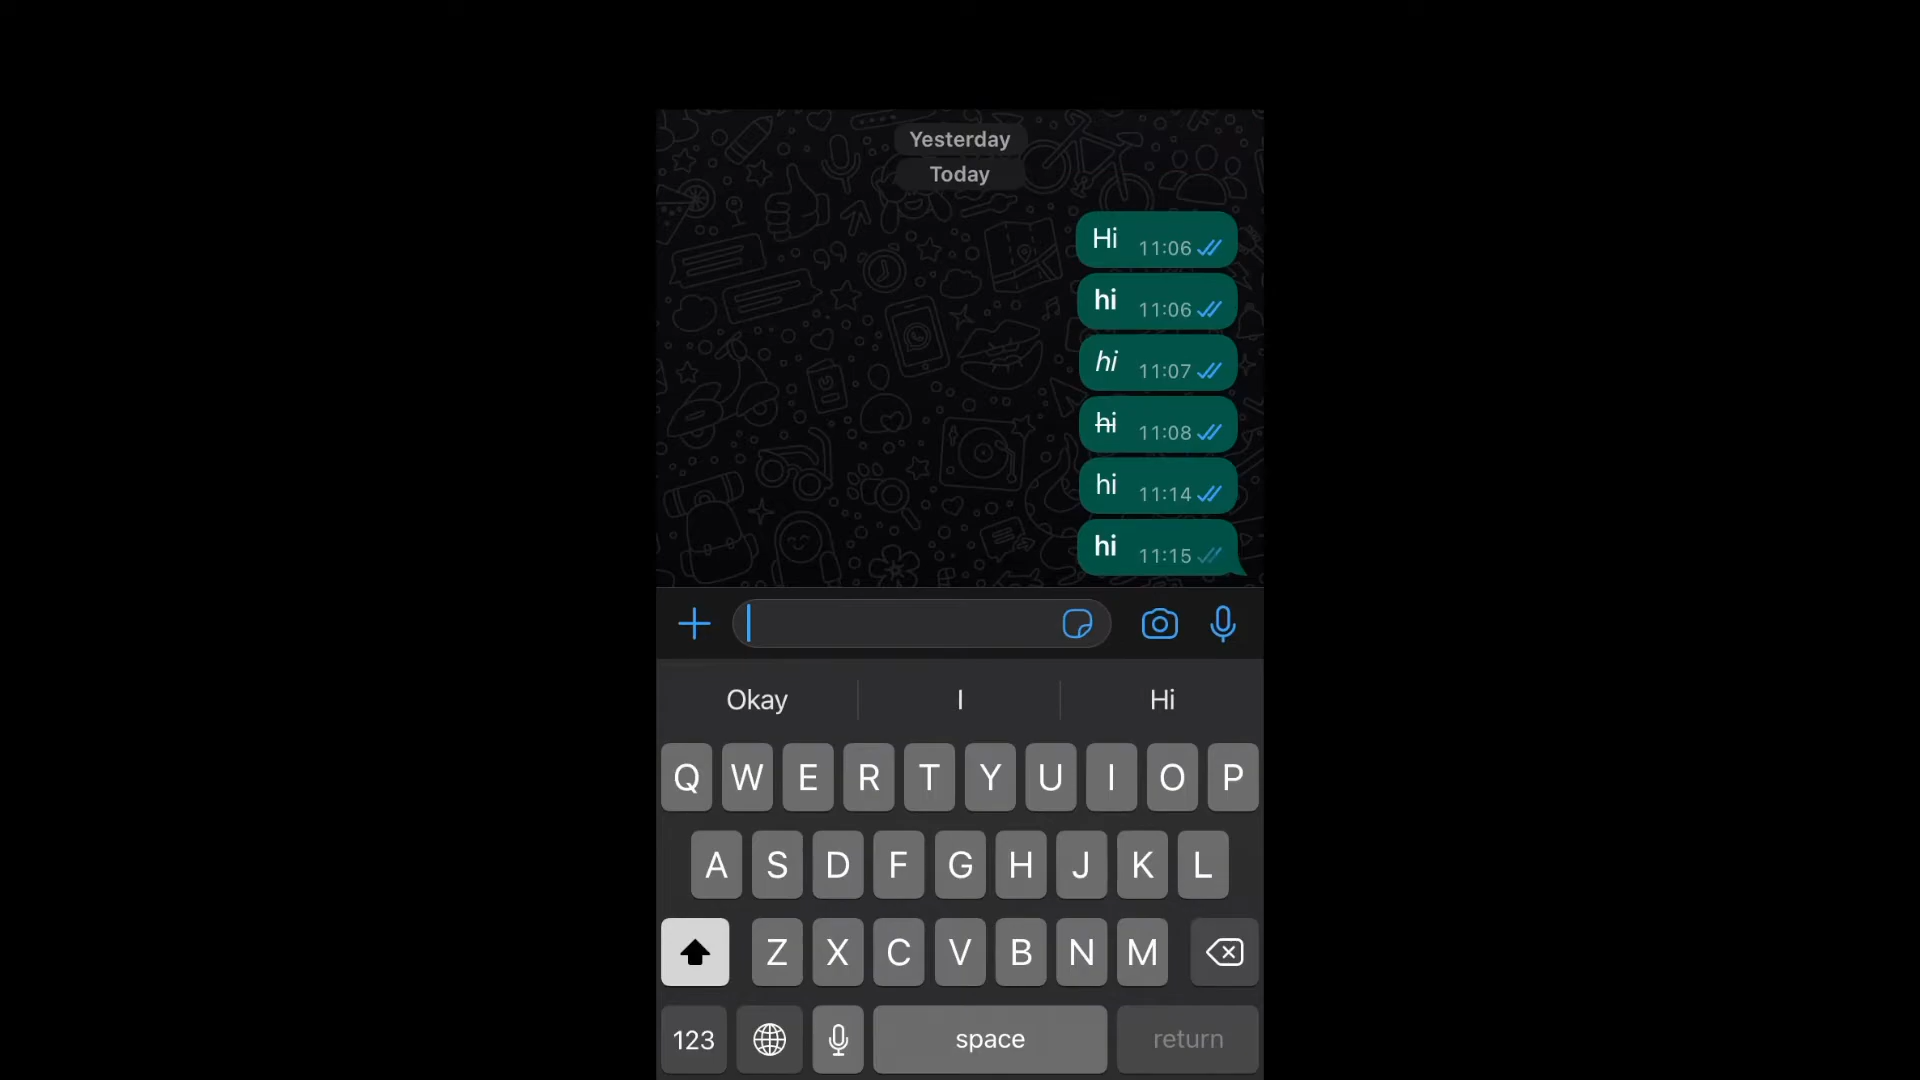 Yesterday
Today
Hi 11:06
hi 11:06
hi 11:07
hi 11:08
hi 11:14
hi 11:15
Okay I Hi
Q W E R T Y U I O P
A S D F G H J K L
Z X C V B N M
123 space return